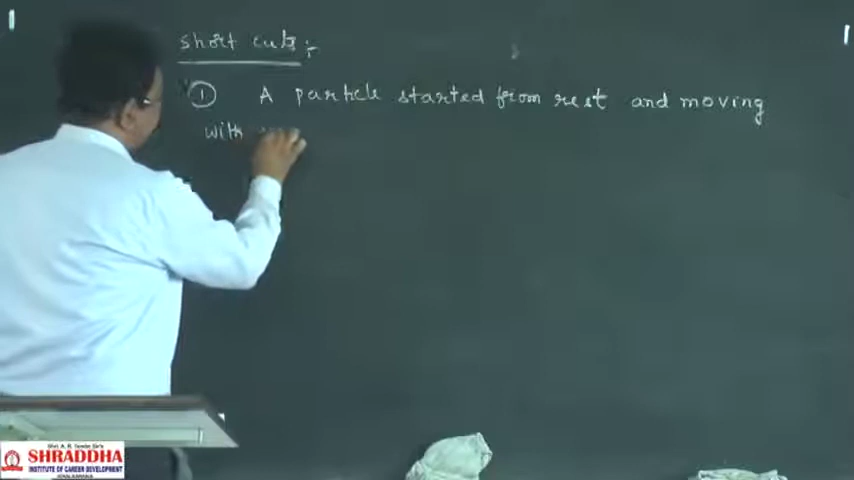 short cuts :-
① A particle started from rest and moving
with
SHRADDHA
INSTITUTE OF CAREER DEVELOPMENT